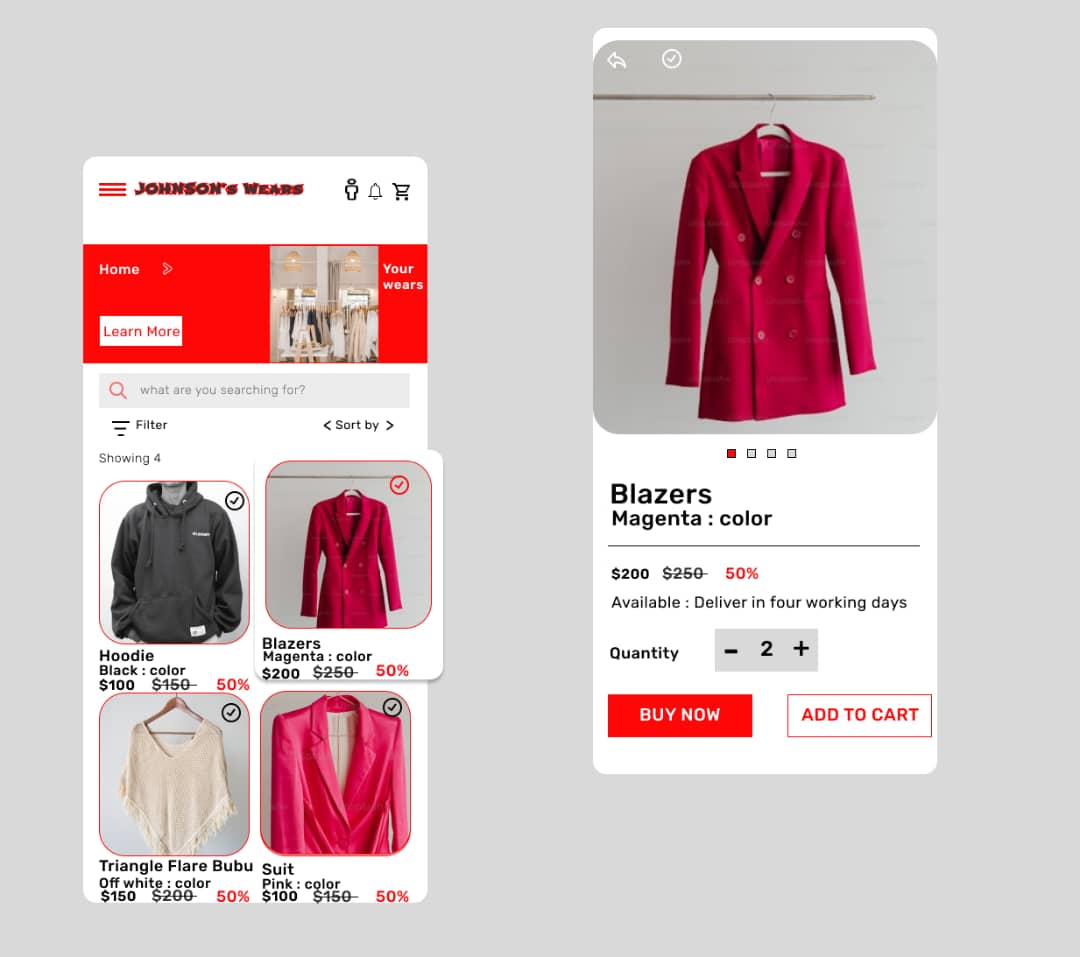 JOHNSON's WEARS
Home
Your
wears
Learn More
what are you searching for?
Filter
< Sort by >
Showing 4
Hoodie
Black : color
$100 $150 50%
Blazers
Magenta : color
$200 $250 50%
Triangle Flare Bubu
Off white : color
$150 $200 50%
Suit
Pink : color
$100 $150 50%
Blazers
Magenta : color
$200 $250 50%
Available : Deliver in four working days
Quantity - 2 +
BUY NOW
ADD TO CART